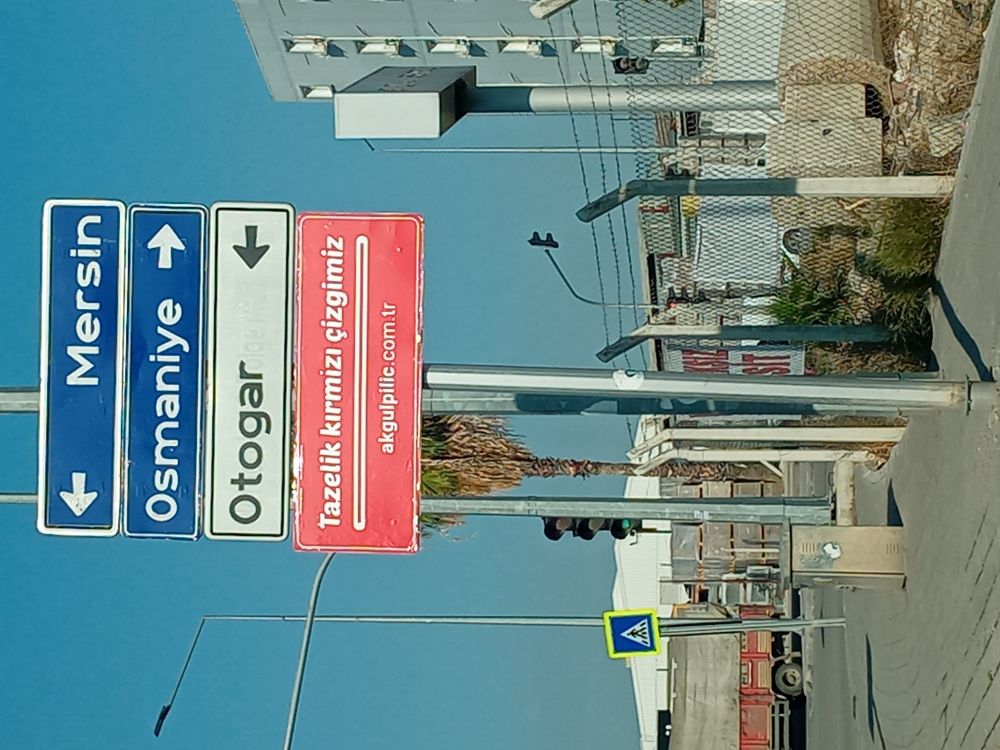 Mersin
Osmaniye
Otogar
Tazelik kırmızı çizgimiz
akgulpilic.com.tr